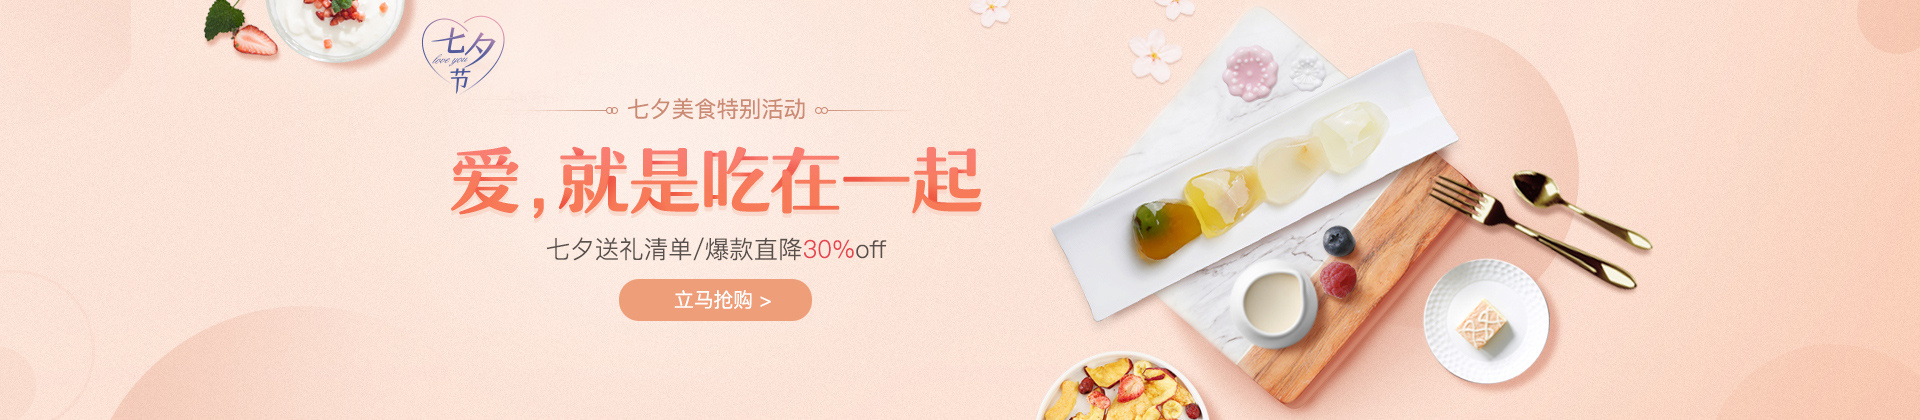 七夕
love you
节
七夕美食特别活动
爱,就是吃在一起
七夕送礼清单/爆款直降30%off
立马抢购 >